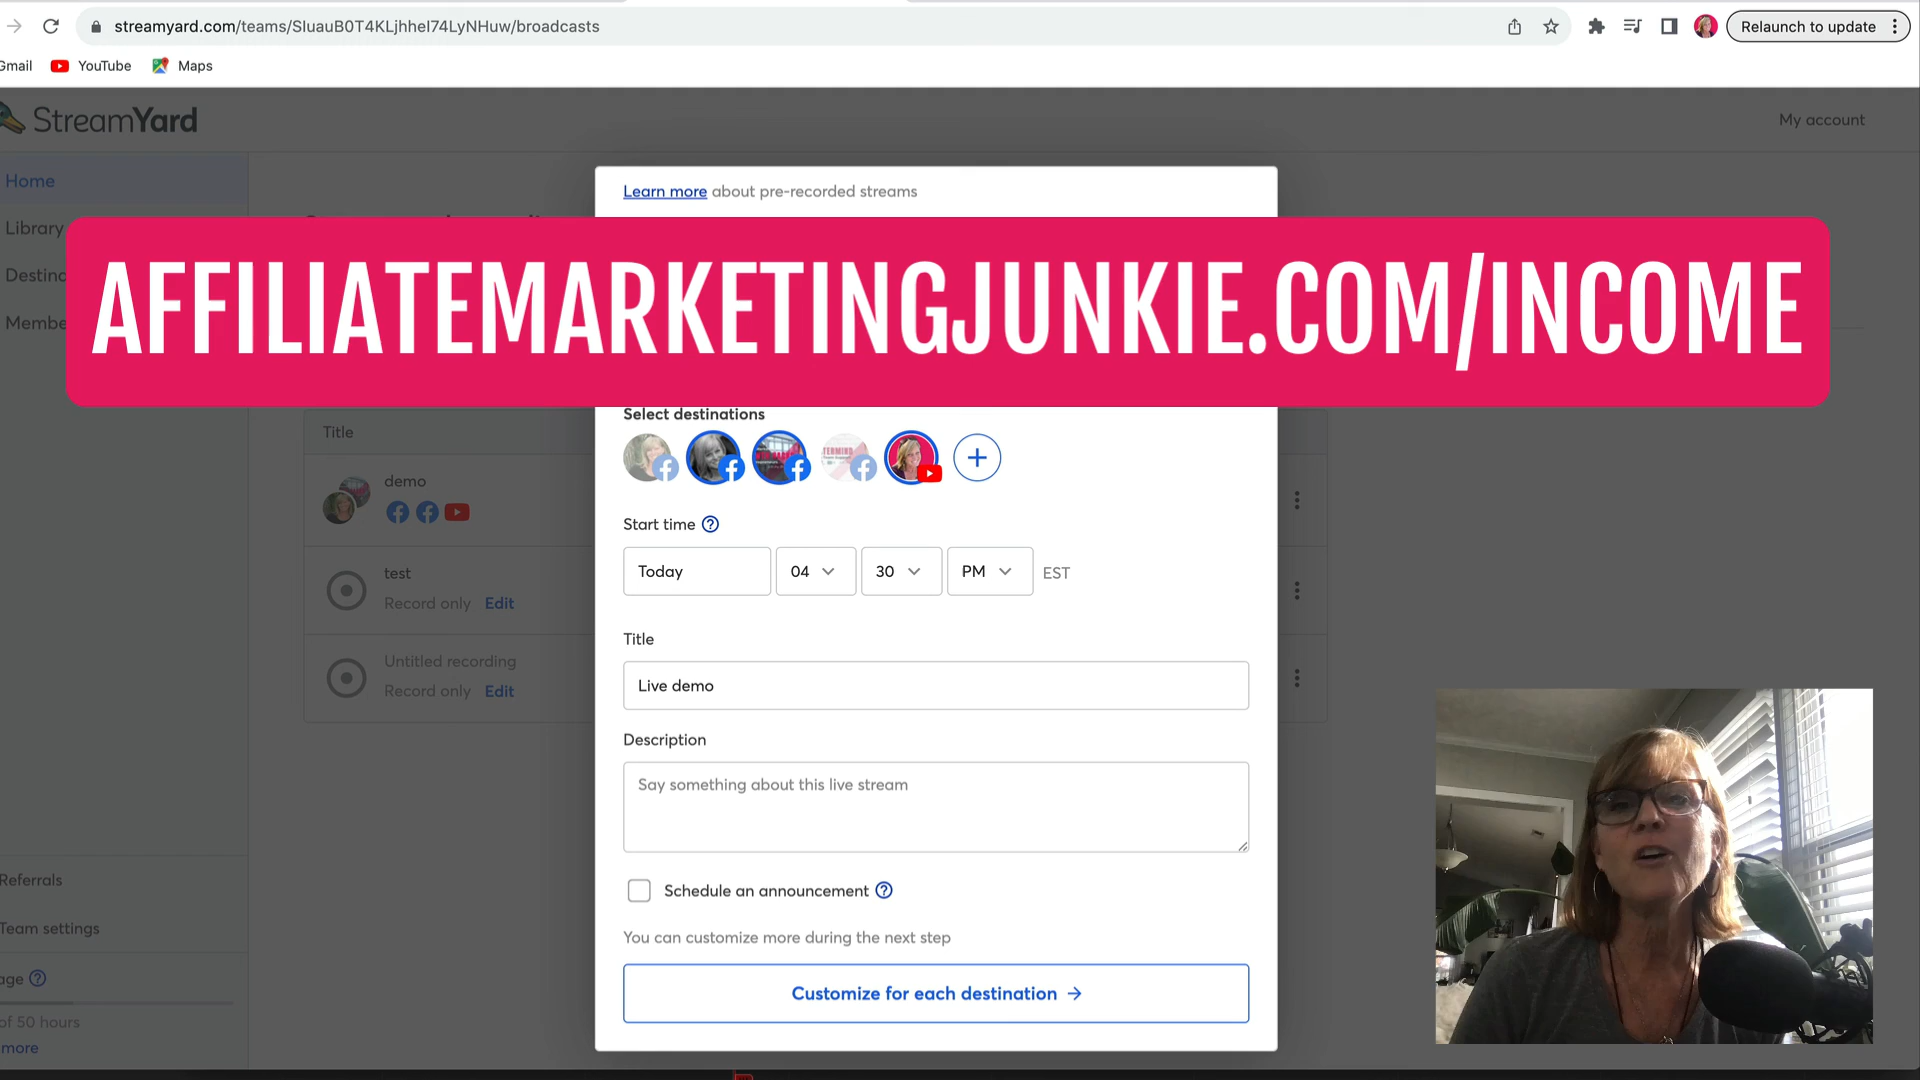 streamyard.com/teams/SIuauB0T4KLjhheI74LyNHuw/broadcasts
Relaunch to update
Gmail
YouTube
Maps
StreamYard
My account
Home
Library
Learn more about pre-recorded streams
AFFILIATEMARKETINGJUNKIE.COM/INCOME
Select destinations
Title
demo
Start time
Today
04
30
PM
EST
test
Record only
Edit
Title
Live demo
Untitled recording
Record only
Edit
Description
Say something about this live stream
Schedule an announcement
You can customize more during the next step
Customize for each destination
Referrals
Team settings
of 50 hours
more